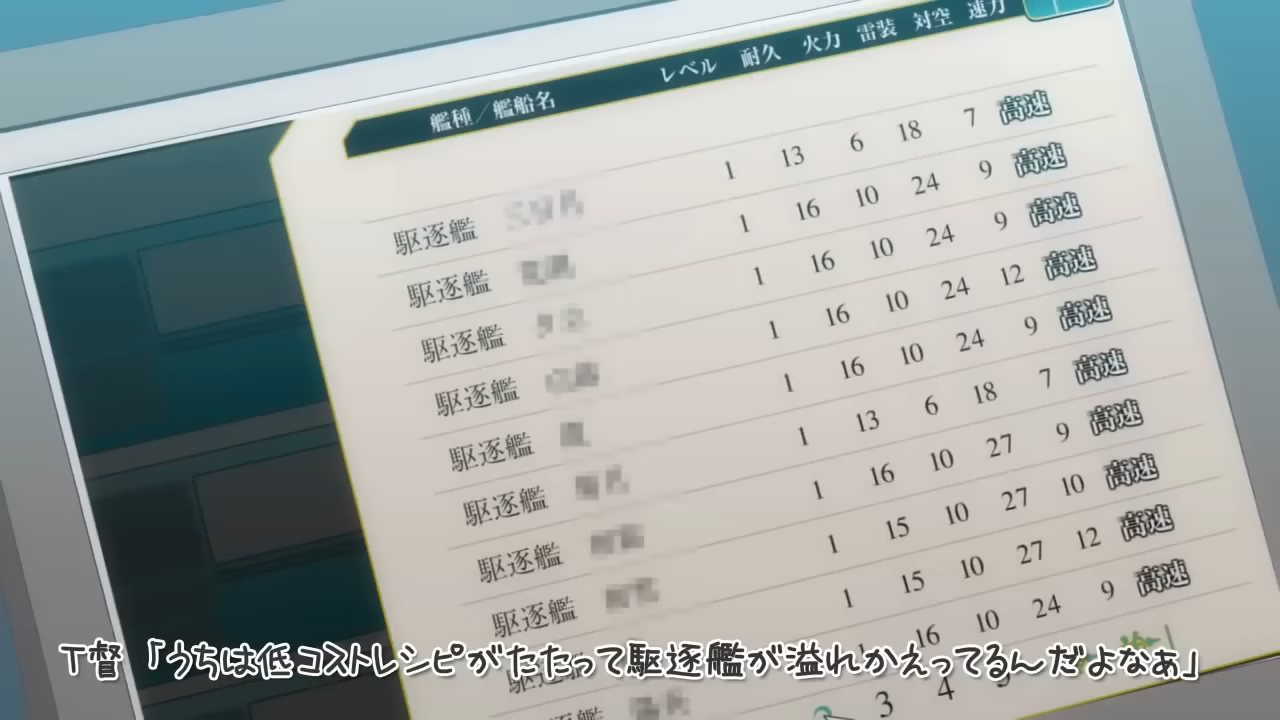 艦種／艦船名 レベル 耐久 火力 雷装 対空 速力
駆逐艦 1 13 6 18 7 高速
駆逐艦 1 16 10 24 9 高速
駆逐艦 1 16 10 24 9 高速
駆逐艦 1 16 10 24 12 高速
駆逐艦 1 16 10 24 9 高速
駆逐艦 1 13 6 18 7 高速
駆逐艦 1 16 10 27 9 高速
駆逐艦 1 15 10 27 10 高速
1 15 10 27 12 高速
16 10 24 9 高速
3 4
T督「うちは低コストレシピがたたって駆逐艦が溢れかえってるんだよなぁ」